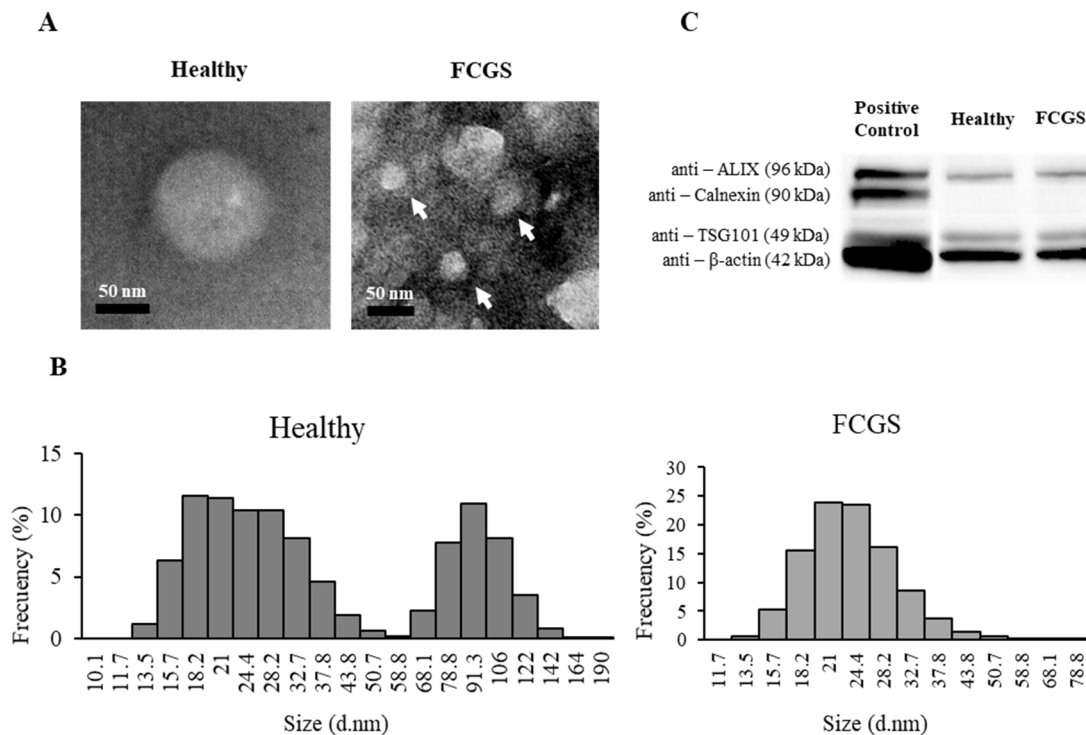 A
Healthy
FCGS
50 nm
50 nm
C
Positive
Control
Healthy
FCGS
anti – ALIX (96 kDa)
anti – Calnexin (90 kDa)
anti – TSG101 (49 kDa)
anti – β-actin (42 kDa)
B
Healthy
Frecuency (%)
15
10
5
0
10.1 11.7 13.5 15.7 18.2 21 24.4 28.2 32.7 37.8 43.8 50.7 58.8 68.1 78.8 91.3 106 122 142 164 190
Size (d.nm)
FCGS
Frecuency (%)
30
25
20
15
10
5
0
11.7 13.5 15.7 18.2 21 24.4 28.2 32.7 37.8 43.8 50.7 58.8 68.1 78.8
Size (d.nm)